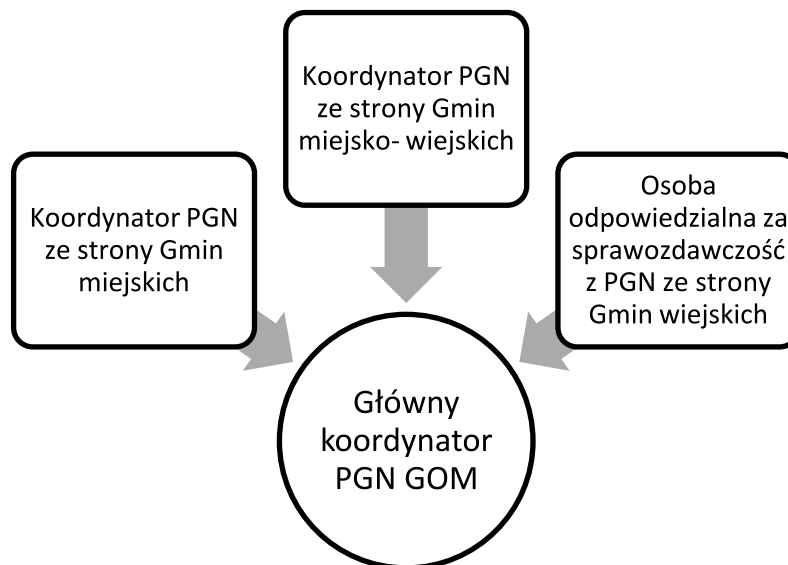 Koordynator PGN
ze strony Gmin
miejsko- wiejskich
Koordynator PGN
ze strony Gmin
miejskich
Osoba
odpowiedzialna za
sprawozdawczość
z PGN ze strony
Gmin wiejskich
Główny
koordynator
PGN GOM